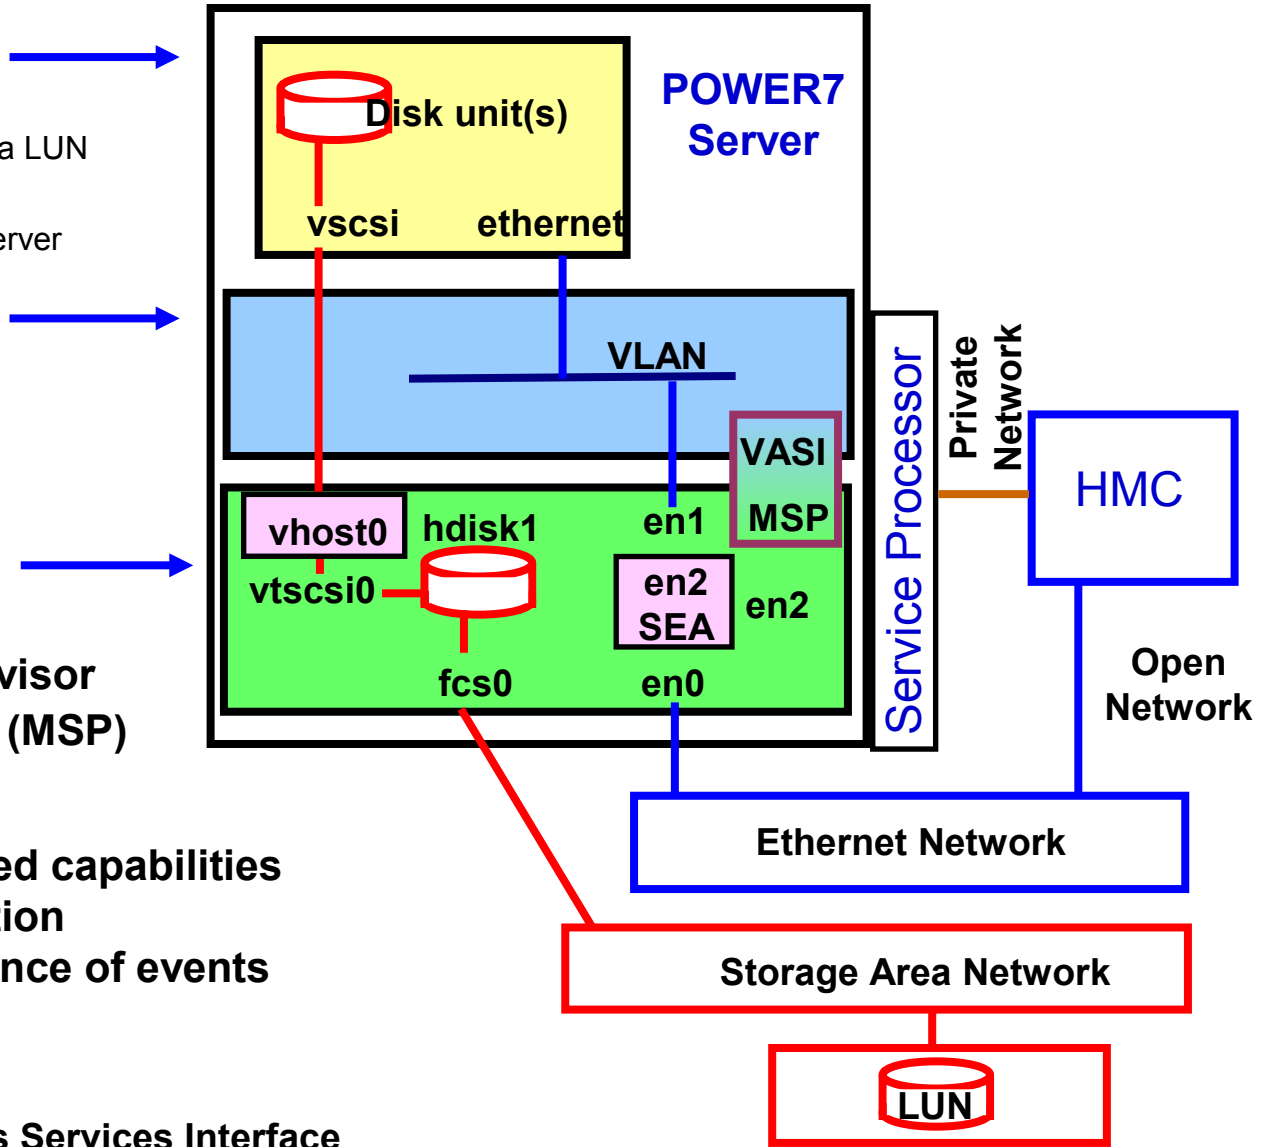 POWER7
Server
Disk unit(s)
a LUN
vscsi
ethernet
erver
VLAN
Private
Network
Service Processor
VASI
MSP
HMC
vhost0
hdisk1
en1
vtscsi0
en2
SEA
en2
fcs0
en0
visor
(MSP)
Open
Network
Ethernet Network
ed capabilities
tion
nce of events
Storage Area Network
LUN
s Services Interface